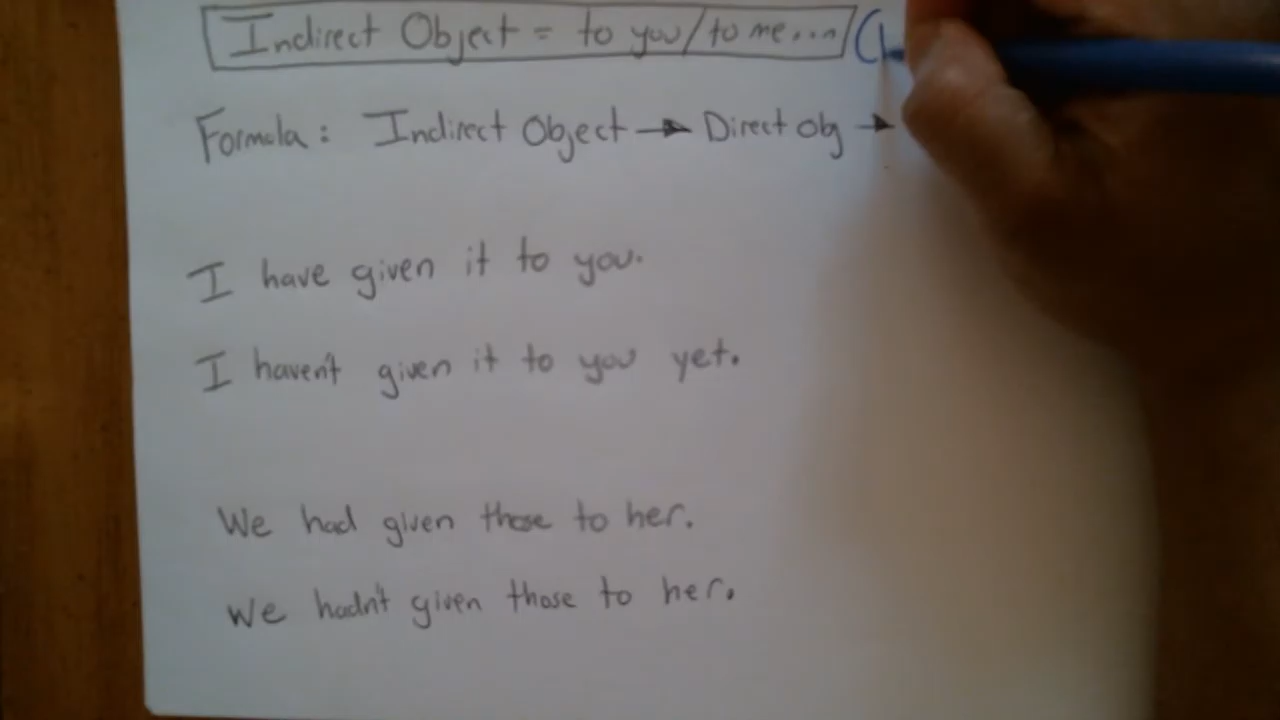 Indirect Object = to you/to me... (
Formula: Indirect Object → Direct obj →
I have given it to you.
I haven't given it to you yet.
We had given those to her.
We hadn't given those to her.